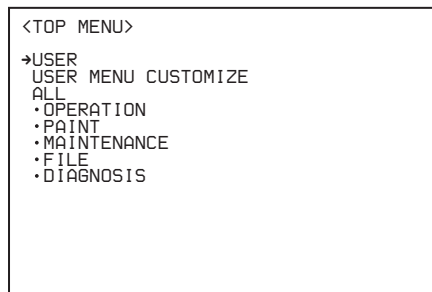 <TOP MENU>
→USER
USER MENU CUSTOMIZE
ALL
•OPERATION
•PAINT
•MAINTENANCE
•FILE
•DIAGNOSIS